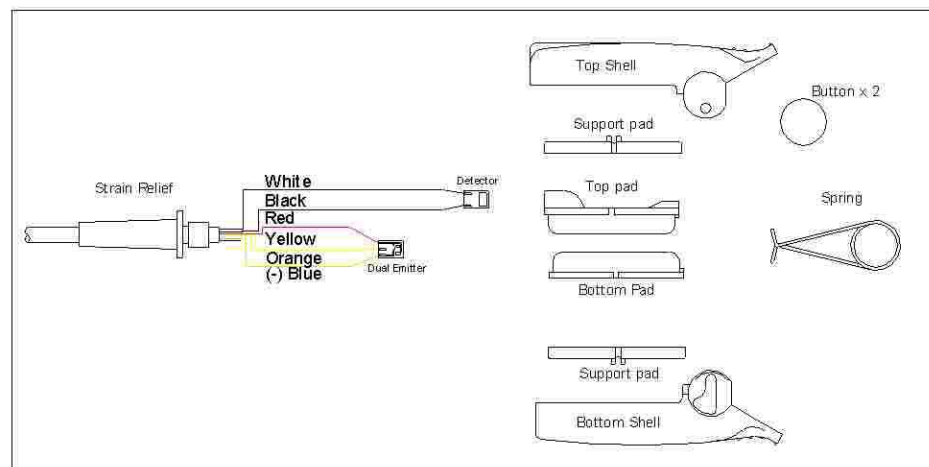 Strain Relief
White
Black
Red
Yellow
Orange
(-) Blue
Detector
Dual Emitter
Top Shell
Support pad
Top pad
Bottom Pad
Support pad
Bottom Shell
Button x 2
Spring